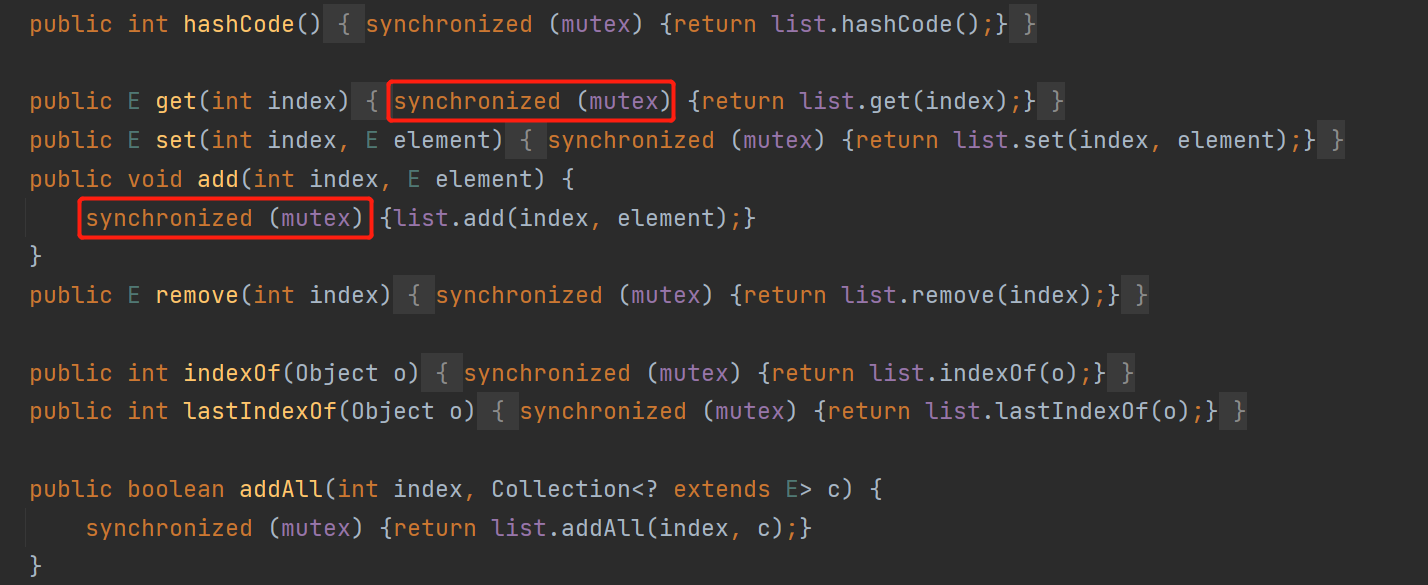 public int hashCode() { synchronized (mutex) {return list.hashCode();} }
public E get(int index) { synchronized (mutex) {return list.get(index);} }
public E set(int index, E element) { synchronized (mutex) {return list.set(index, element);} }
public void add(int index, E element) {
synchronized (mutex) {list.add(index, element);}
}
public E remove(int index) { synchronized (mutex) {return list.remove(index);} }
public int indexOf(Object o) { synchronized (mutex) {return list.indexOf(o);} }
public int lastIndexOf(Object o) { synchronized (mutex) {return list.lastIndexOf(o);} }
public boolean addAll(int index, Collection<? extends E> c) {
synchronized (mutex) {return list.addAll(index, c);}
}